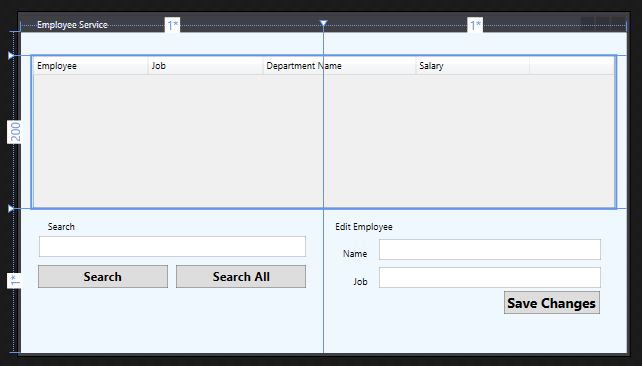 Employee Service
1*
1*
Employee Job Department Name Salary
200
Search
Edit Employee
Name
Search Search All
Job
1*
Save Changes